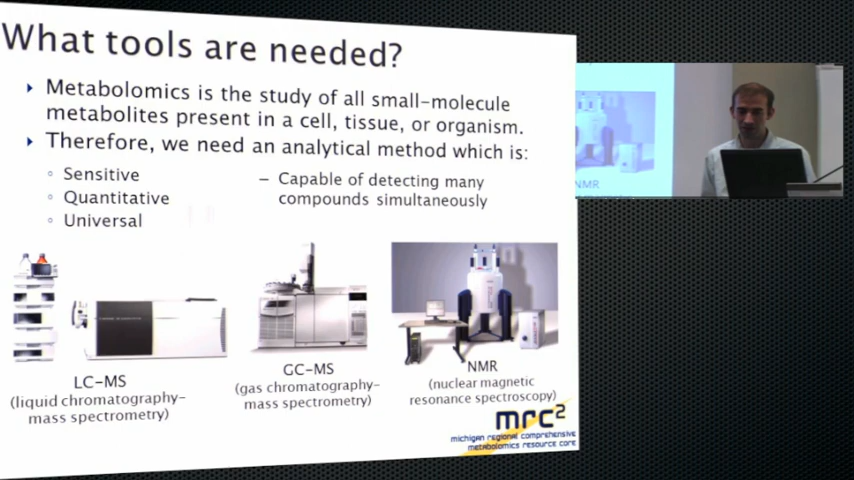 What tools are needed?
Metabolomics is the study of all small-molecule
metabolites present in a cell, tissue, or organism.
Therefore, we need an analytical method which is:
Sensitive
Quantitative
Universal
– Capable of detecting many
compounds simultaneously
LC-MS
(liquid chromatography-
mass spectrometry)
GC-MS
(gas chromatography-
mass spectrometry)
NMR
(nuclear magnetic
resonance spectroscopy)
mrc2
michigan regional comprehensive
metabolomics resource core
NMR